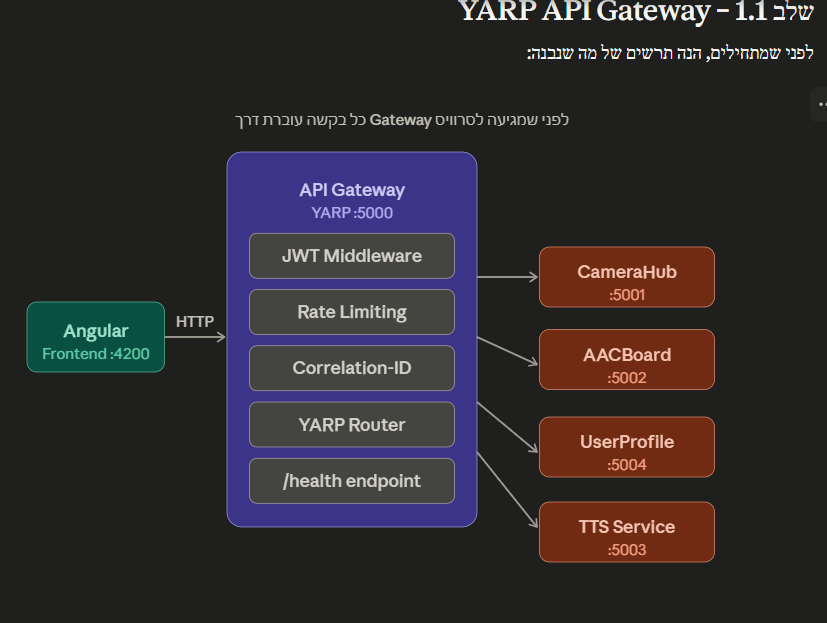 שלב 1.1 – YARP API Gateway
לפני שמתחילים, הנה תרשים של מה שנבנה:
לפני שמגיעה לסרוויס Gateway כל בקשה עוברת דרך
API Gateway
YARP :5000
JWT Middleware
Rate Limiting
Correlation-ID
YARP Router
/health endpoint
Angular
Frontend :4200
HTTP
CameraHub
:5001
AACBoard
:5002
UserProfile
:5004
TTS Service
:5003